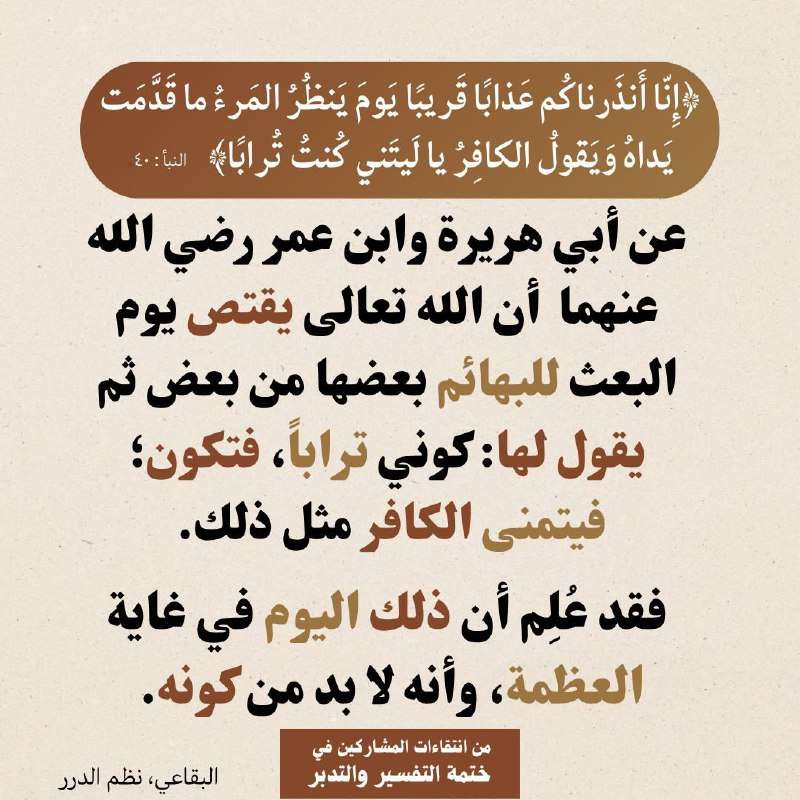 ﴿إِنّا أَنذَرناكُم عَذابًا قَريبًا يَومَ يَنظُرُ المَرءُ ما قَدَّمَت
يَداهُ وَيَقولُ الكافِرُ يا لَيتَني كُنتُ تُرابًا﴾ النبأ: ٤٠
عن أبي هريرة وابن عمر رضي الله
عنهما أن الله تعالى يقتص يوم
البعث للبهائم بعضها من بعض ثم
يقول لها: كوني تراباً، فتكون؛
فيتمنى الكافر مثل ذلك.
فقد عُلِم أن ذلك اليوم في غاية
العظمة، وأنه لا بد من كونه.
من انتقاءات المشاركين في
ختمة التفسير والتدبر
البقاعي، نظم الدرر